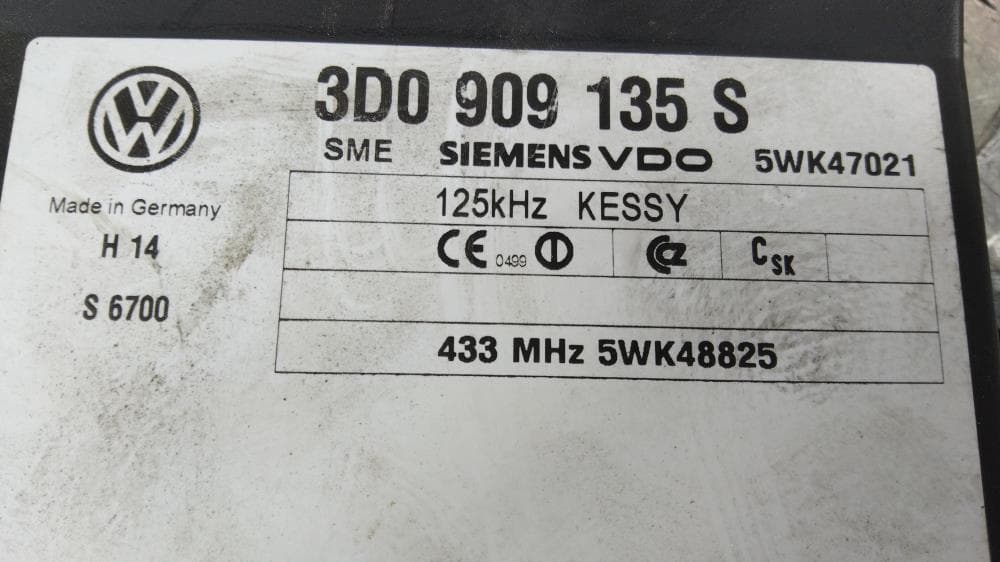 3D0 909 135 S
SME SIEMENS VDO 5WK47021
125kHz KESSY
Made in Germany
H 14
CE 0499
CSK
S 6700
433 MHz 5WK48825